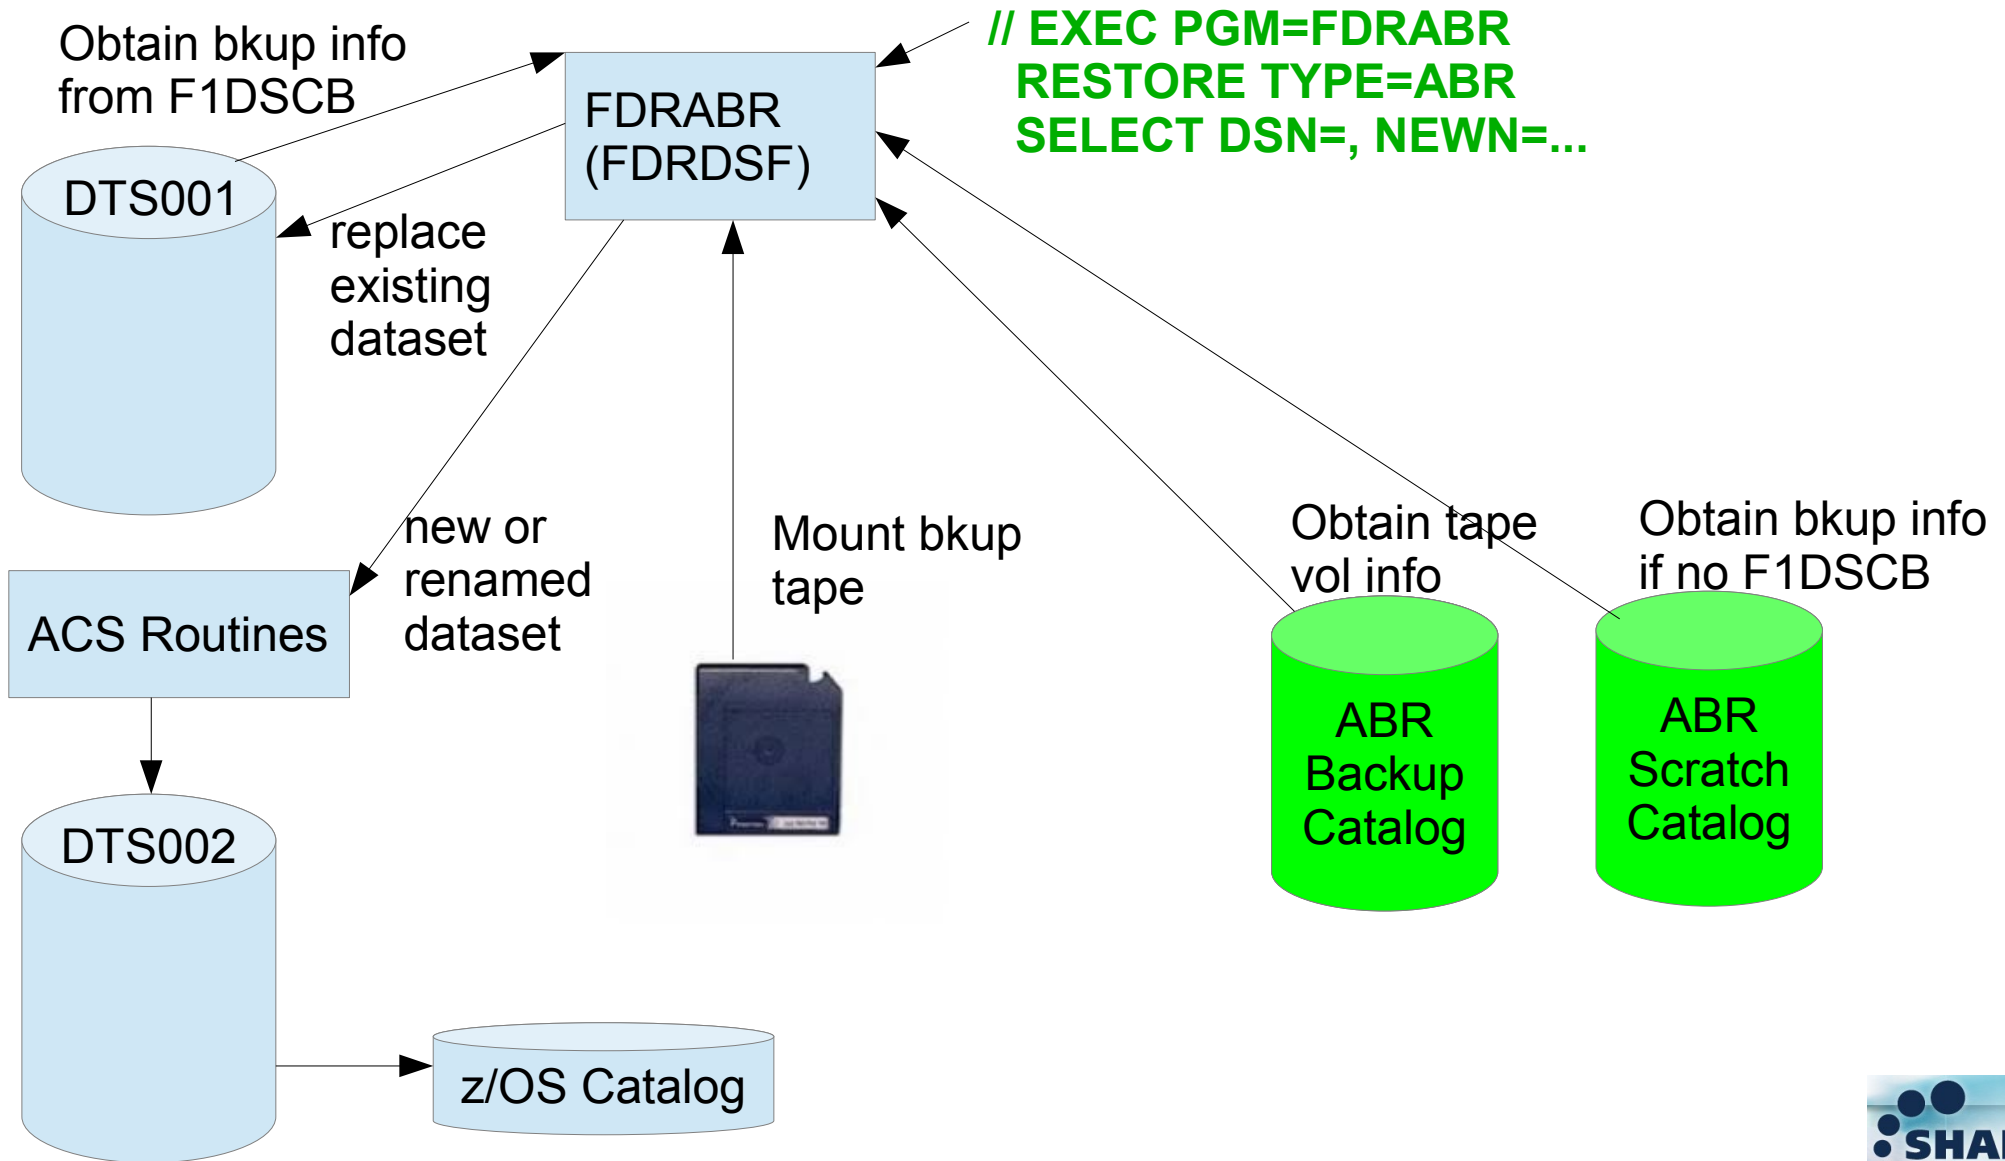 Obtain bkup info
from F1DSCB
// EXEC PGM=FDRABR
RESTORE TYPE=ABR
SELECT DSN=, NEWN=...
FDRABR
(FDRDSF)
DTS001
replace
existing
dataset
new or
renamed
dataset
Mount bkup
tape
Obtain tape
vol info
Obtain bkup info
if no F1DSCB
ACS Routines
ABR
Backup
Catalog
ABR
Scratch
Catalog
DTS002
z/OS Catalog